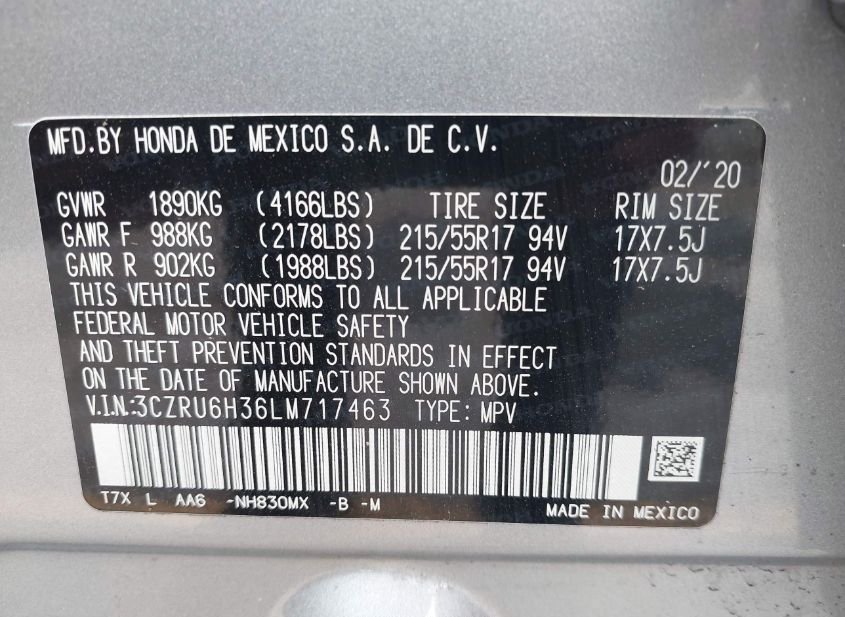 MFD.BY HONDA DE MEXICO S.A. DE C.V.
02/'20
GVWR 1890KG (4166LBS) TIRE SIZE RIM SIZE
GAWR F 988KG (2178LBS) 215/55R17 94V 17X7.5J
GAWR R 902KG (1988LBS) 215/55R17 94V 17X7.5J
THIS VEHICLE CONFORMS TO ALL APPLICABLE
FEDERAL MOTOR VEHICLE SAFETY
AND THEFT PREVENTION STANDARDS IN EFFECT
ON THE DATE OF MANUFACTURE SHOWN ABOVE.
V.I.N.:3CZRU6H36LM717463 TYPE: MPV
T7X L AA6 -NH830MX -B -M
MADE IN MEXICO